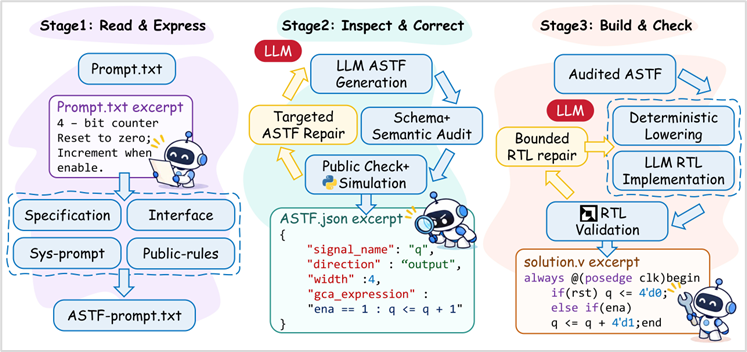 Stage1: Read & Express
Prompt.txt
Prompt.txt excerpt
4 – bit counter
Reset to zero;
Increment when
enable.
Specification
Interface
Sys-prompt
Public-rules
ASTF-prompt.txt
Stage2: Inspect & Correct
LLM
LLM ASTF
Generation
Targeted
ASTF Repair
Schema+
Semantic Audit
Public Check+
Simulation
ASTF.json excerpt
{
"signal_name": "q",
"direction" : “output”,
"width" :4,
"gca_expression" :
"ena == 1 : q <= q + 1"
}
Stage3: Build & Check
Audited ASTF
LLM
Bounded
RTL repair
Deterministic
Lowering
LLM RTL
Implementation
RTL
Validation
solution.v excerpt
always @(posedge clk)begin
if(rst) q <= 4'd0;
else if(ena)
q <= q + 4'd1;end